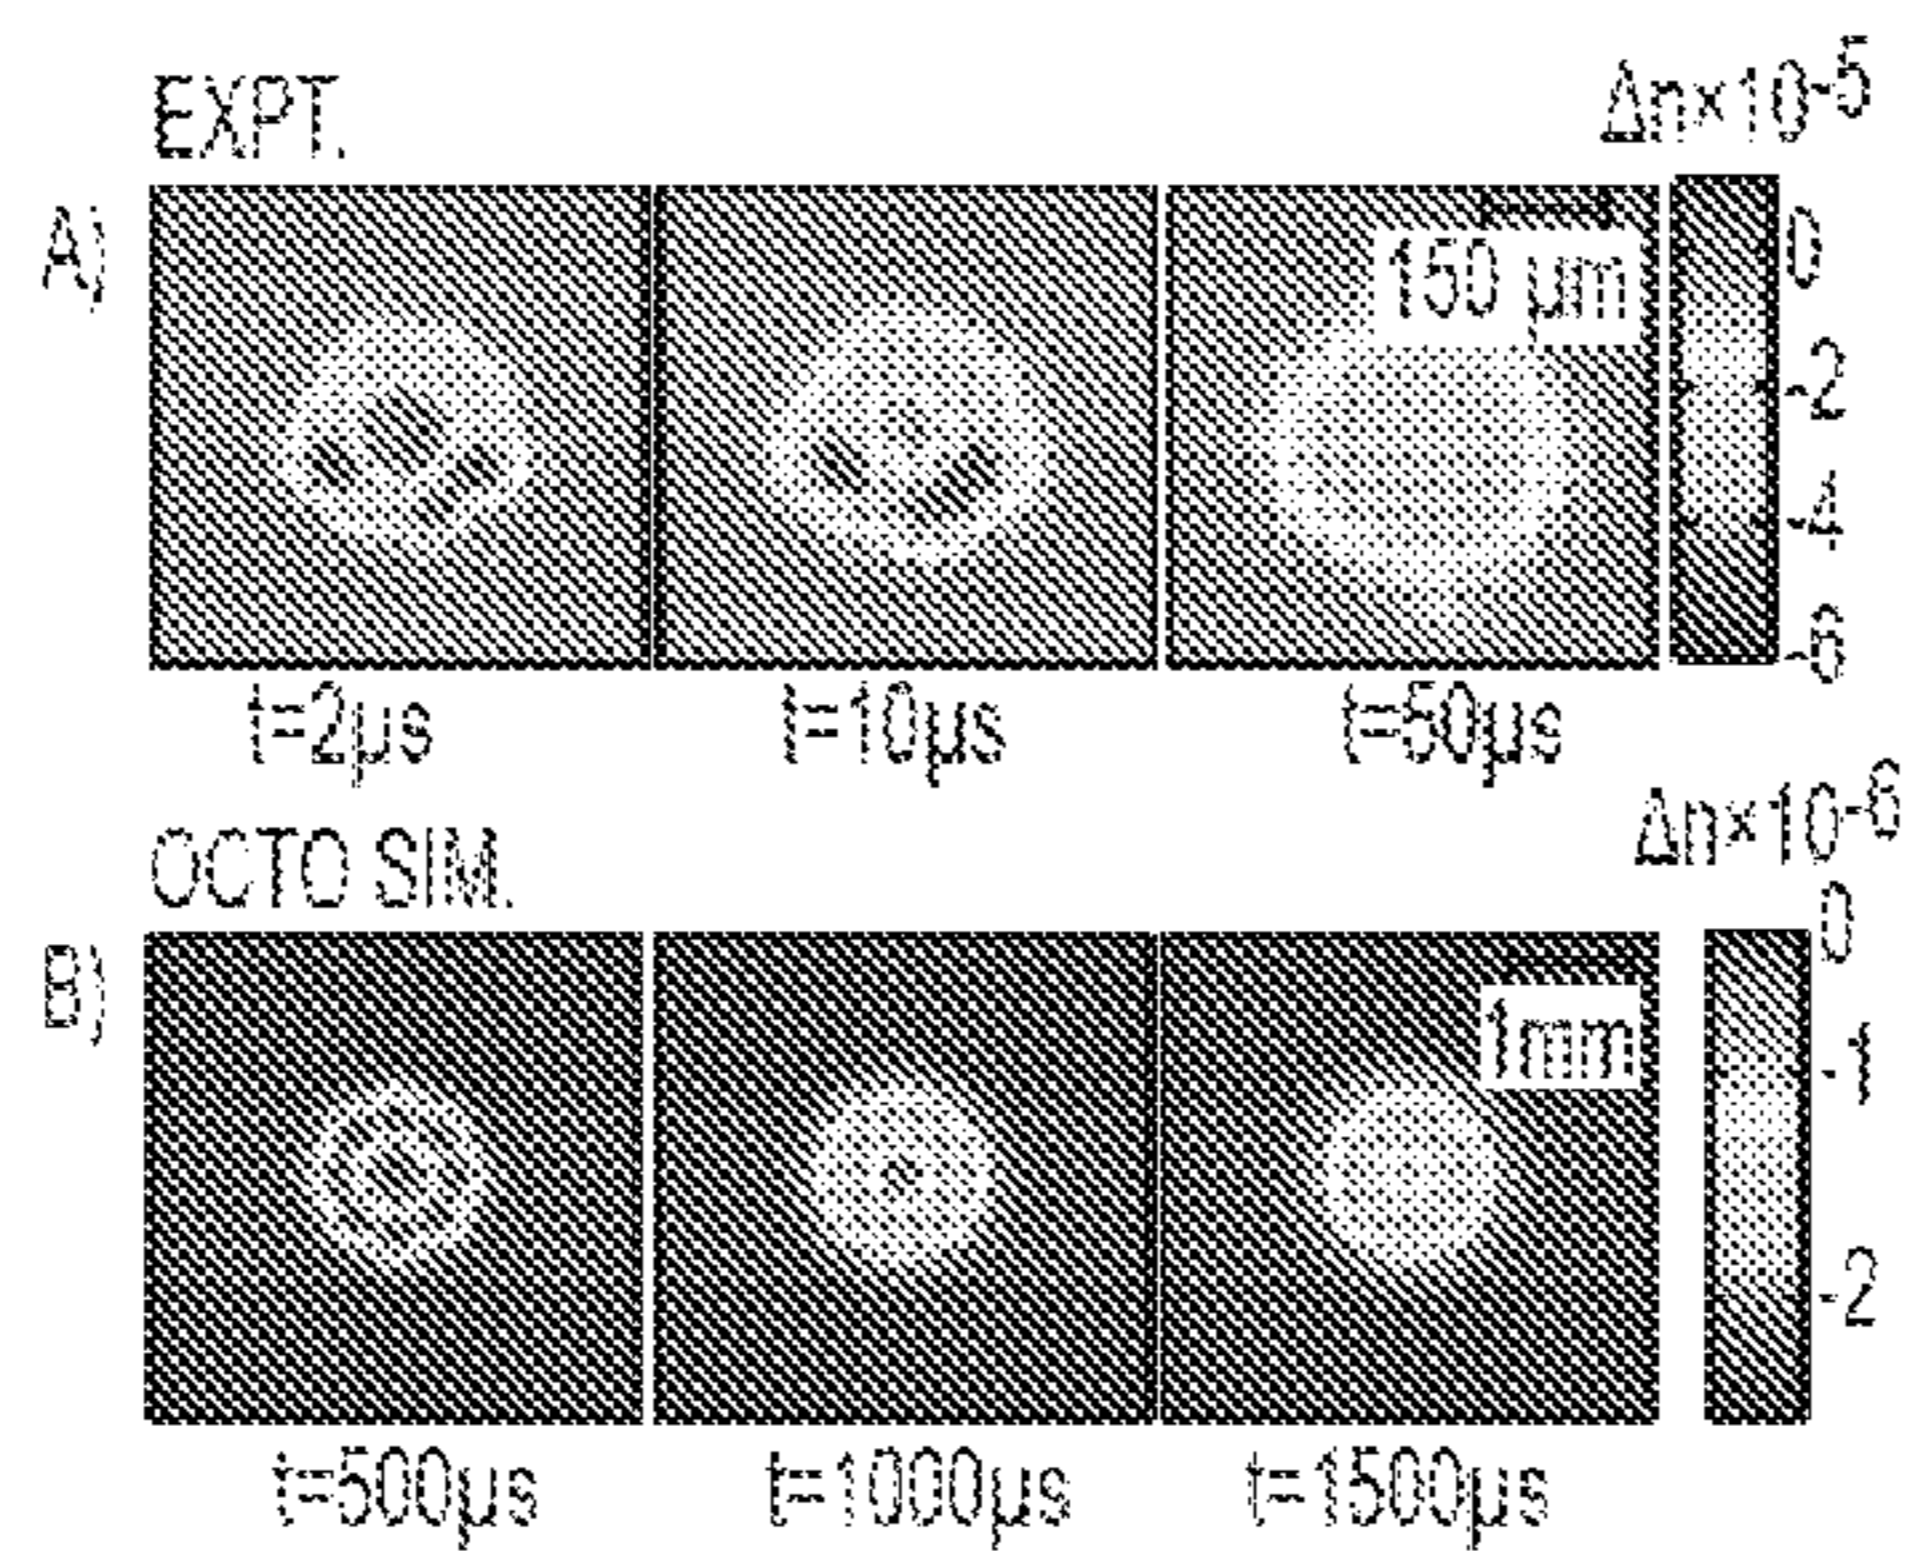 EXPT.
Δn×10-5
A)
150 µm
0
-2
-4
-6
t=2µs
t=10µs
t=50µs
OCTO SIM.
Δn×10-6
B)
1mm
0
-1
-2
t=500µs
t=1000µs
t=1500µs